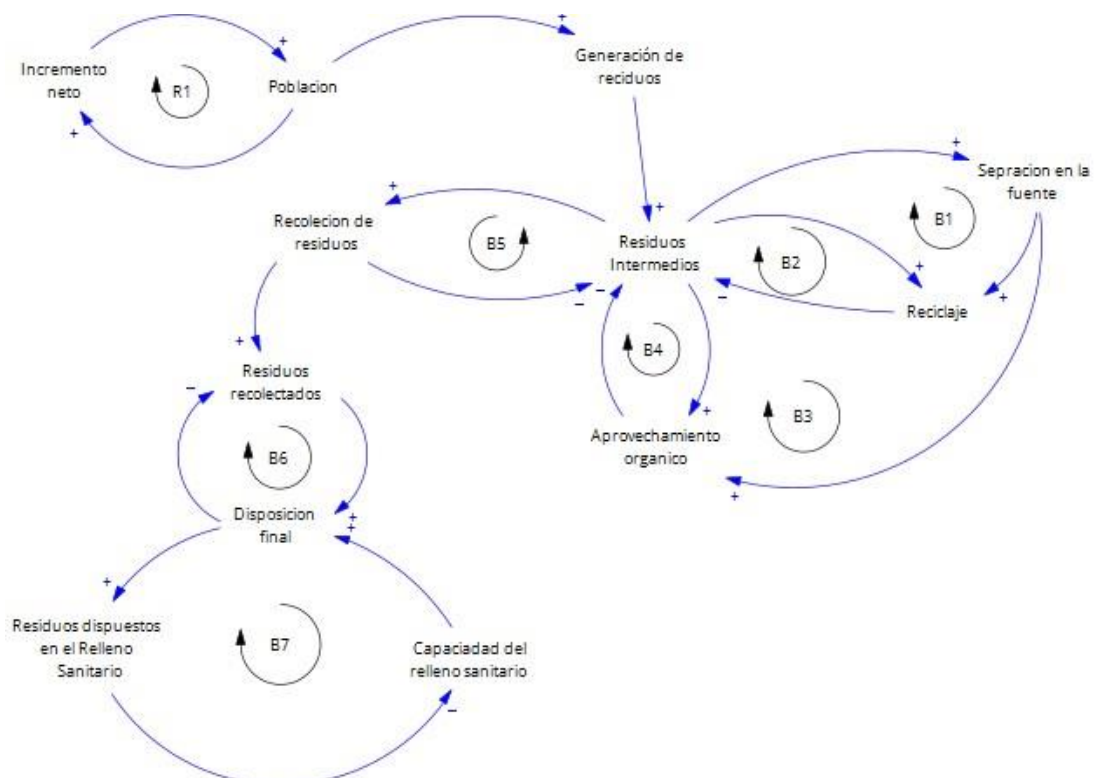 Generación de
residuos
Incremento
neto
R1
Poblacion
+
+
+
+
+
Sepracion en la
fuente
B1
+
Recolecion de
residuos
B5
Residuos
Intermedios
B2
+
+
Reciclaje
−
−
−
B4
+
Residuos
recolectados
−
B6
+
Aprovechamiento
organico
B3
+
Disposicion
final
+
+
+
Residuos dispuestos
en el Relleno
Sanitario
B7
Capaciadad del
relleno sanitario
−